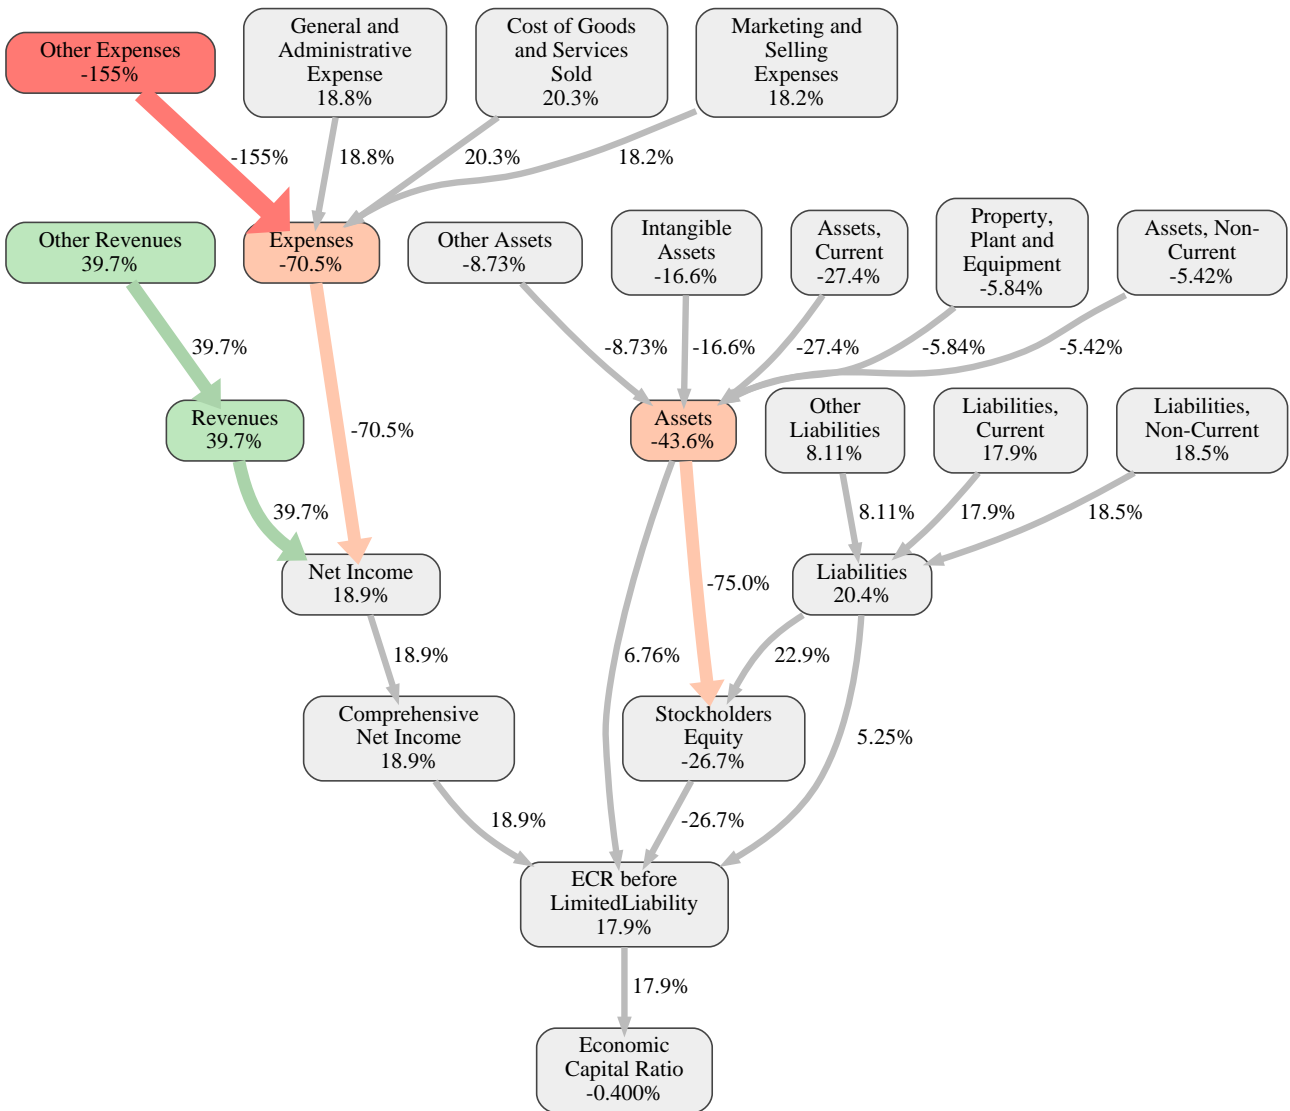 Other Expenses
-155%
General and
Administrative
Expense
18.8%
Cost of Goods
and Services
Sold
20.3%
Marketing and
Selling
Expenses
18.2%
-155%
18.8%
20.3%
18.2%
Other Revenues
39.7%
Expenses
-70.5%
Other Assets
-8.73%
Intangible
Assets
-16.6%
Assets,
Current
-27.4%
Property,
Plant and
Equipment
-5.84%
Assets, Non-
Current
-5.42%
39.7%
-8.73%
-16.6%
-27.4%
-5.84%
-5.42%
Revenues
39.7%
-70.5%
Assets
-43.6%
Other
Liabilities
8.11%
Liabilities,
Current
17.9%
Liabilities,
Non-Current
18.5%
39.7%
8.11%
17.9%
18.5%
Net Income
18.9%
-75.0%
Liabilities
20.4%
18.9%
6.76%
22.9%
Comprehensive
Net Income
18.9%
Stockholders
Equity
-26.7%
5.25%
18.9%
-26.7%
ECR before
LimitedLiability
17.9%
17.9%
Economic
Capital Ratio
-0.400%